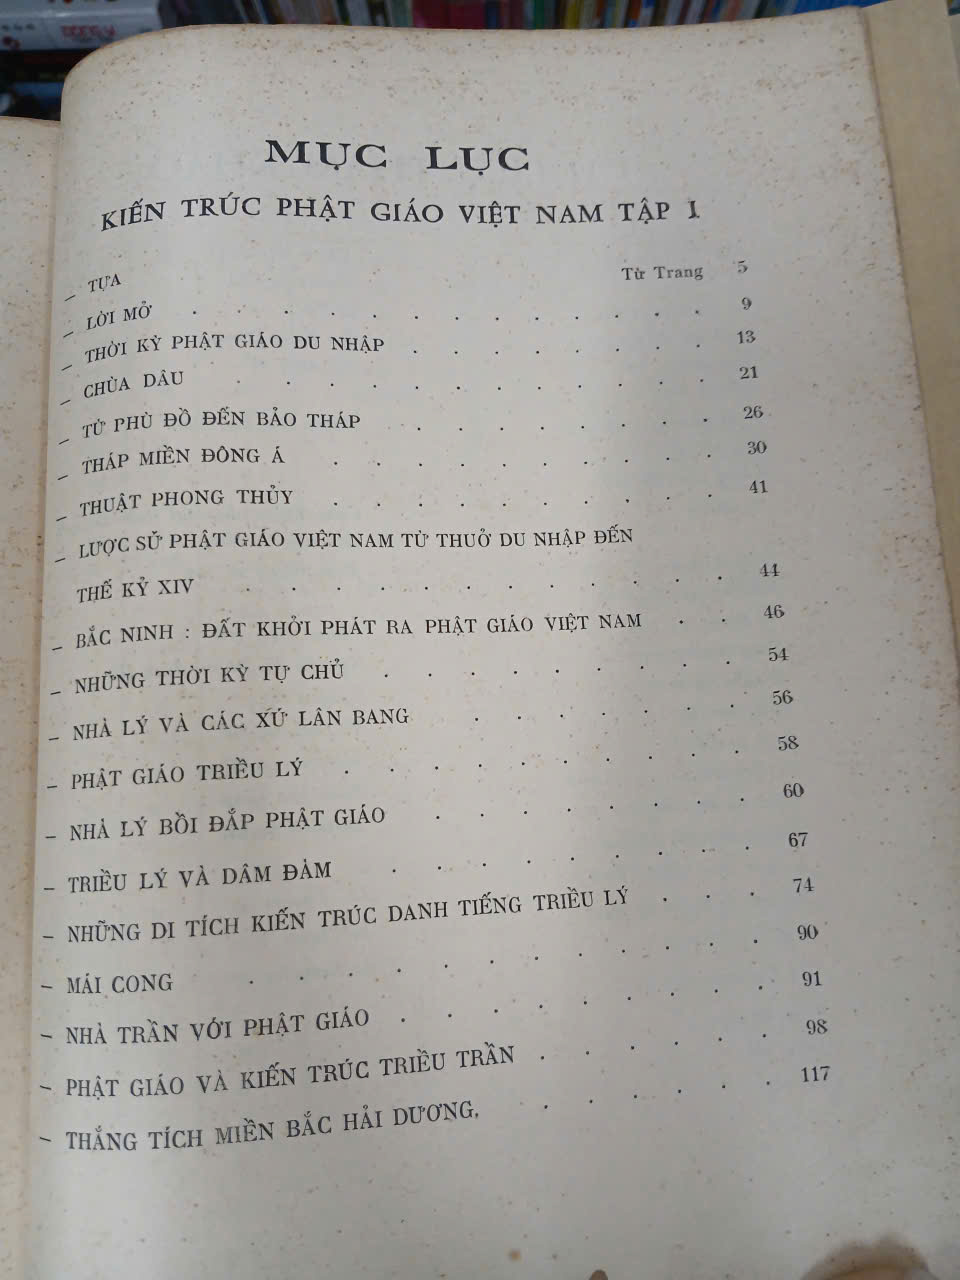 MỤC LỤC
KIẾN TRÚC PHẬT GIÁO VIỆT NAM TẬP I
_ TỰA Từ Trang 5
_ LỜI MỞ . . . . . . . . . . . . 9
_ THỜI KỲ PHẬT GIÁO DU NHẬP . . . . . . . . 13
_ CHÙA DÂU . . . . . . . . . . . . 21
_ TỪ PHÙ ĐỒ ĐẾN BẢO THÁP . . . . . . . . 26
_ THÁP MIỀN ĐÔNG Á . . . . . . . . . . 30
_ THUẬT PHONG THỦY . . . . . . . . . . 41
_ LƯỢC SỬ PHẬT GIÁO VIỆT NAM TỪ THUỞ DU NHẬP ĐẾN
THẾ KỶ XIV . . . . . . . . . . . . 44
_ BẮC NINH : ĐẤT KHỞI PHÁT RA PHẬT GIÁO VIỆT NAM . . 46
_ NHỮNG THỜI KỲ TỰ CHỦ . . . . . . . . . 54
_ NHÀ LÝ VÀ CÁC XỨ LÂN BANG . . . . . . . 56
_ PHẬT GIÁO TRIỀU LÝ . . . . . . . . . . 58
_ NHÀ LÝ BỒI ĐẮP PHẬT GIÁO . . . . . . . . 60
_ TRIỀU LÝ VÀ DÂM ĐÀM . . . . . . . . . 67
_ NHỮNG DI TÍCH KIẾN TRÚC DANH TIẾNG TRIỀU LÝ . . . 74
_ MÁI CONG . . . . . . . . . . . 90
_ NHÀ TRẦN VỚI PHẬT GIÁO . . . . . . . . . 91
_ PHẬT GIÁO VÀ KIẾN TRÚC TRIỀU TRẦN . . . . . . 98
_ THẮNG TÍCH MIỀN BẮC HẢI DƯƠNG, . . . . . . 117